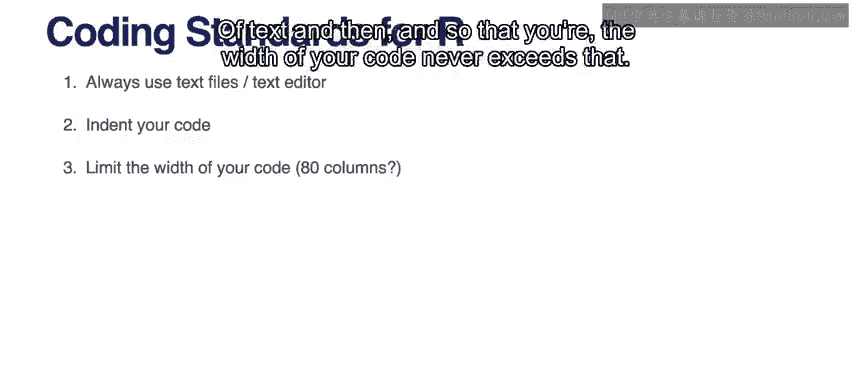 Coding Standards for R
Of text and then, and so that you're, the
width of your code never exceeds that.
1. Always use text files / text editor
2. Indent your code
3. Limit the width of your code (80 columns?)